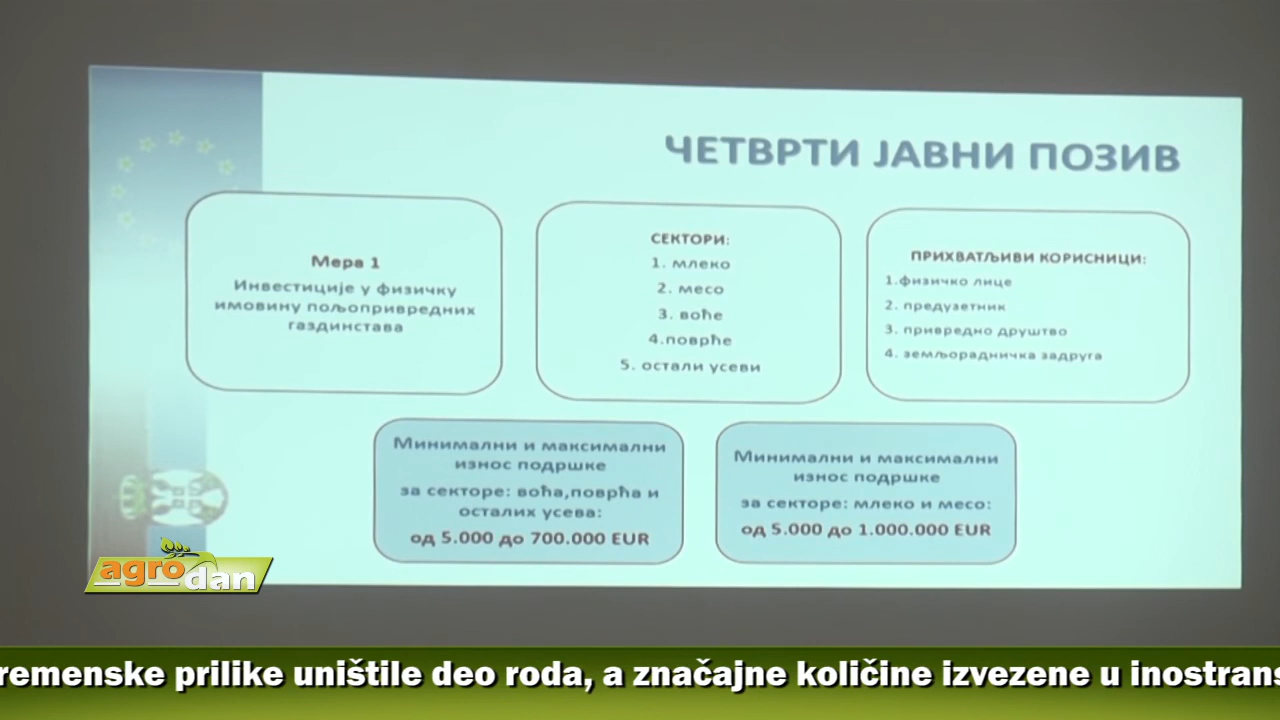 ЧЕТВРТИ ЈАВНИ ПОЗИВ
Мера 1
Инвестиције у физичку
имовину пољопривредних
газдинстава
СЕКТОРИ:
1. млеко
2. месо
3. воће
4.поврће
5. остали усеви
ПРИХВАТЉИВИ КОРИСНИЦИ:
1.физичко лице
2. предузетник
3. привредно друштво
4. земљорадничка задруга
Минимални и максимални
износ подршке
за секторе: воћа,поврћа и
осталих усева:
од 5.000 до 700.000 EUR
Минимални и максимални
износ подршке
за секторе: млеко и месо:
од 5.000 до 1.000.000 EUR
agro
dan
remenske prilike uništile deo roda, a značajne količine izvezene u inostrans